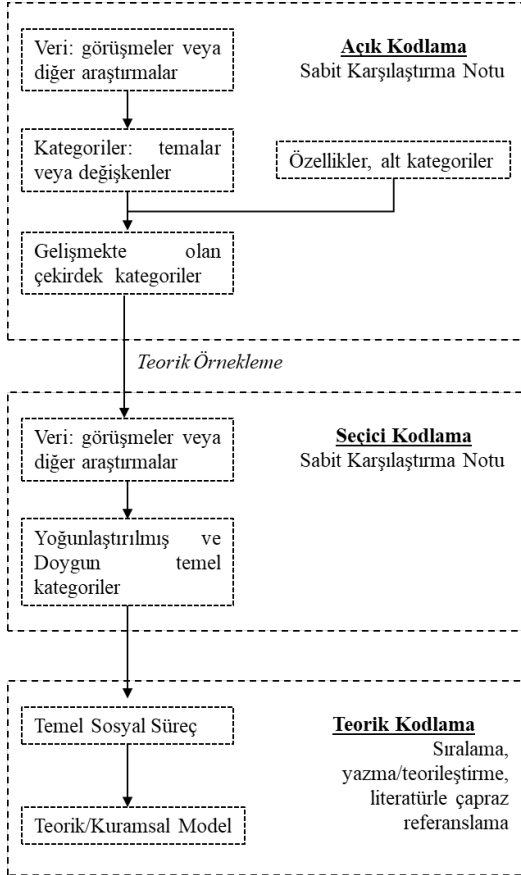 Veri: görüşmeler veya
diğer araştırmalar
Açık Kodlama
Sabit Karşılaştırma Notu
Kategoriler: temalar
veya değişkenler
Özellikler, alt kategoriler
Gelişmekte olan
çekirdek kategoriler
Teorik Örnekleme
Veri: görüşmeler veya
diğer araştırmalar
Seçici Kodlama
Sabit Karşılaştırma Notu
Yoğunlaştırılmış ve
Doygun temel
kategoriler
Temel Sosyal Süreç
Teorik Kodlama
Sıralama,
yazma/teorileştirme,
literatürle çapraz
referanslama
Teorik/Kuramsal Model